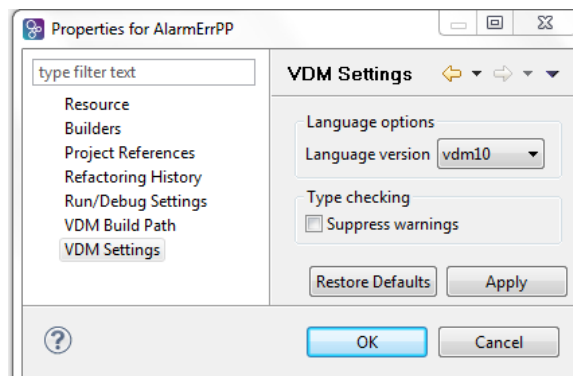 Properties for AlarmErrPP
type filter text
Resource
Builders
Project References
Refactoring History
Run/Debug Settings
VDM Build Path
VDM Settings
VDM Settings
Language options
Language version vdm10
Type checking
Suppress warnings
Restore Defaults Apply
? OK Cancel